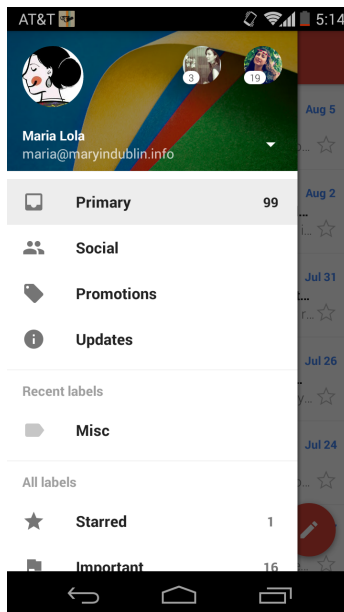 AT&T 5:14
3 19
Maria Lola
maria@maryindublin.info
Aug 5
Primary 99
Aug 2
Social
Promotions
Jul 31
Updates
Jul 26
Recent labels
Misc
Jul 24
All labels
Starred 1
Important 16